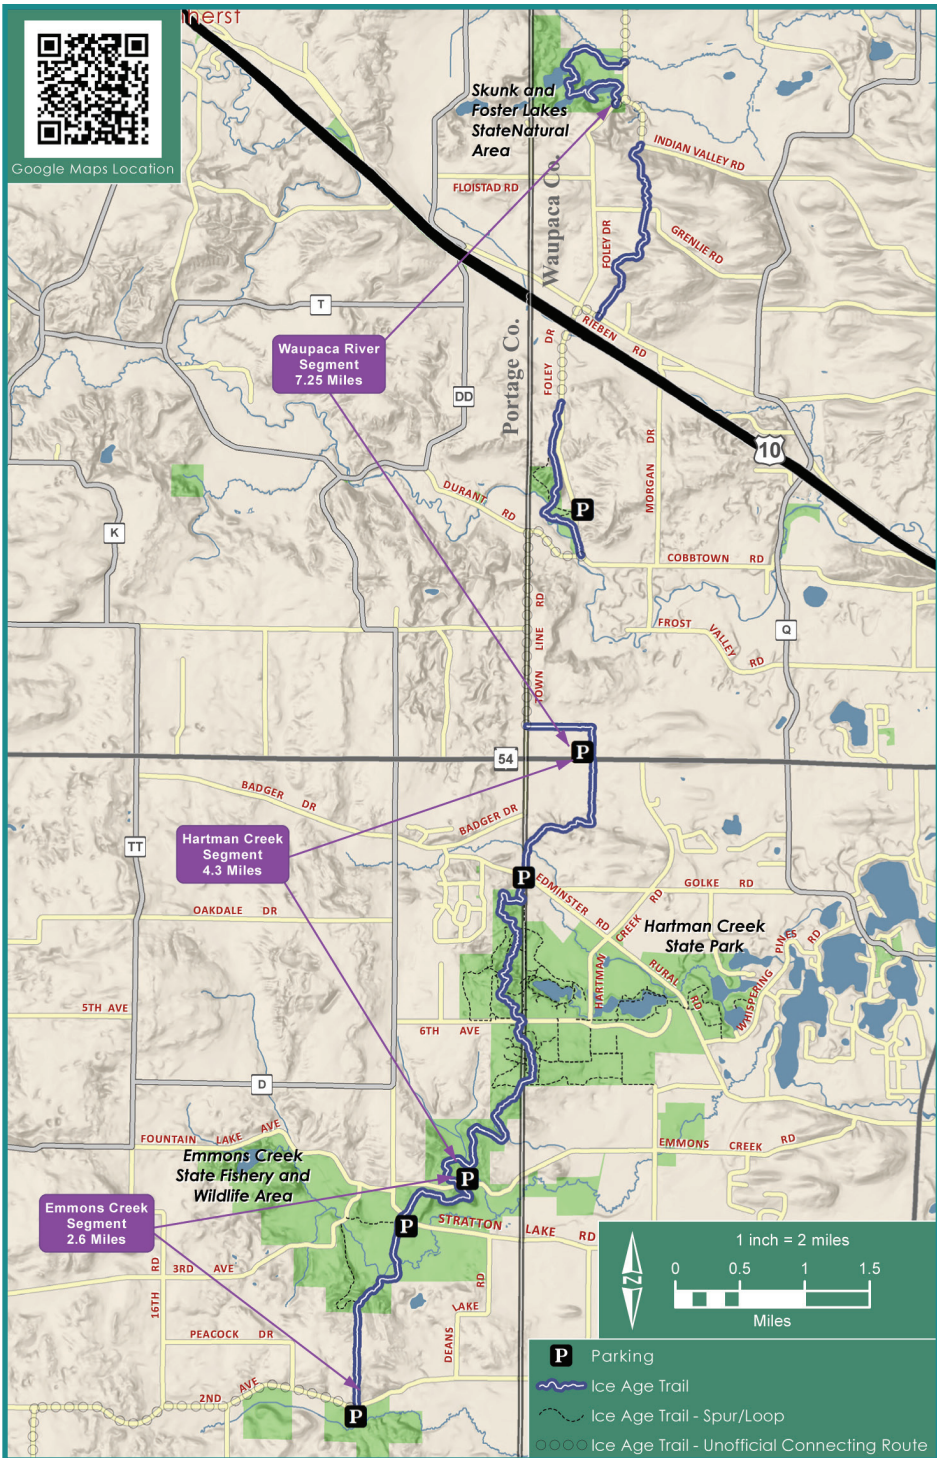 nerst
Google Maps Location
Skunk and
Foster Lakes
StateNatural
Area
INDIAN VALLEY RD
FLOISTAD RD
Waupaca Co.
FOLEY DR
GRENLIE RD
T
RIEBEN RD
Waupaca River
Segment
7.25 Miles
Portage Co.
FOLEY DR
DD
10
MORGAN DR
DURANT RD
P
K
COBBTOWN RD
TOWN LINE RD
FROST VALLEY RD
Q
54
P
BADGER DR
BADGER DR
TT
Hartman Creek
Segment
4.3 Miles
P
EDMINSTER RD
GOLKE RD
OAKDALE DR
Hartman Creek
State Park
HARTMAN CREEK RD
RURAL RD
WHISPERING PINES RD
5TH AVE
6TH AVE
D
FOUNTAIN LAKE AVE
EMMONS CREEK RD
Emmons Creek
State Fishery and
Wildlife Area
P
Emmons Creek
Segment
2.6 Miles
P
STRATTON LAKE RD
3RD AVE
16TH RD
DEANS LAKE RD
PEACOCK DR
2ND AVE
P
N
1 inch = 2 miles
0 0.5 1 1.5
Miles
P Parking
Ice Age Trail
Ice Age Trail - Spur/Loop
Ice Age Trail - Unofficial Connecting Route